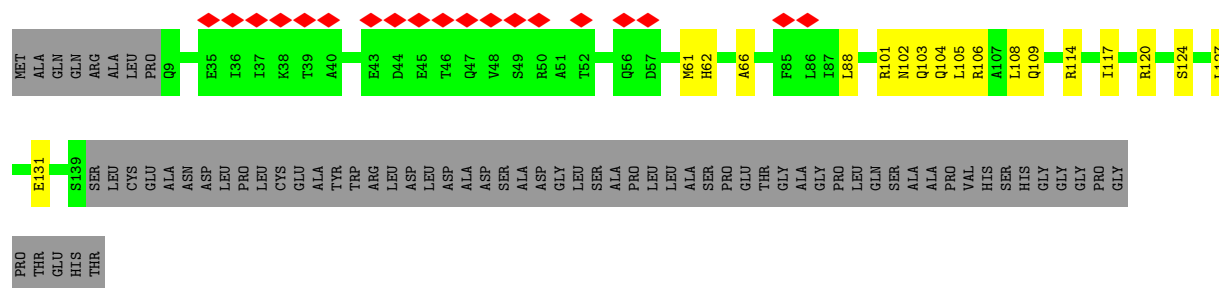 MET ALA GLN GLN ARG ALA LEU PRO Q9 E35 I36 I37 K38 T39 A40 E43 D44 E45 T46 Q47 V48 S49 R50 A51 T52 Q56 D57 M61 H62 A66 F85 L86 I87 L88 R101 N102 Q103 Q104 L105 R106 A107 L108 Q109 R114 I117 R120 S124
E131 S139 SER LEU CYS GLU ALA ASN ASP LEU PRO LEU CYS GLU ALA TYR TRP ARG LEU ASP LEU ASP ALA ASP SER ALA ASP GLY LEU SER ALA PRO LEU LEU ALA SER PRO GLU THR GLY ALA GLY PRO LEU GLN SER ALA ALA PRO VAL HIS SER HIS GLY GLY GLY PRO GLY
PRO THR GLU HIS THR